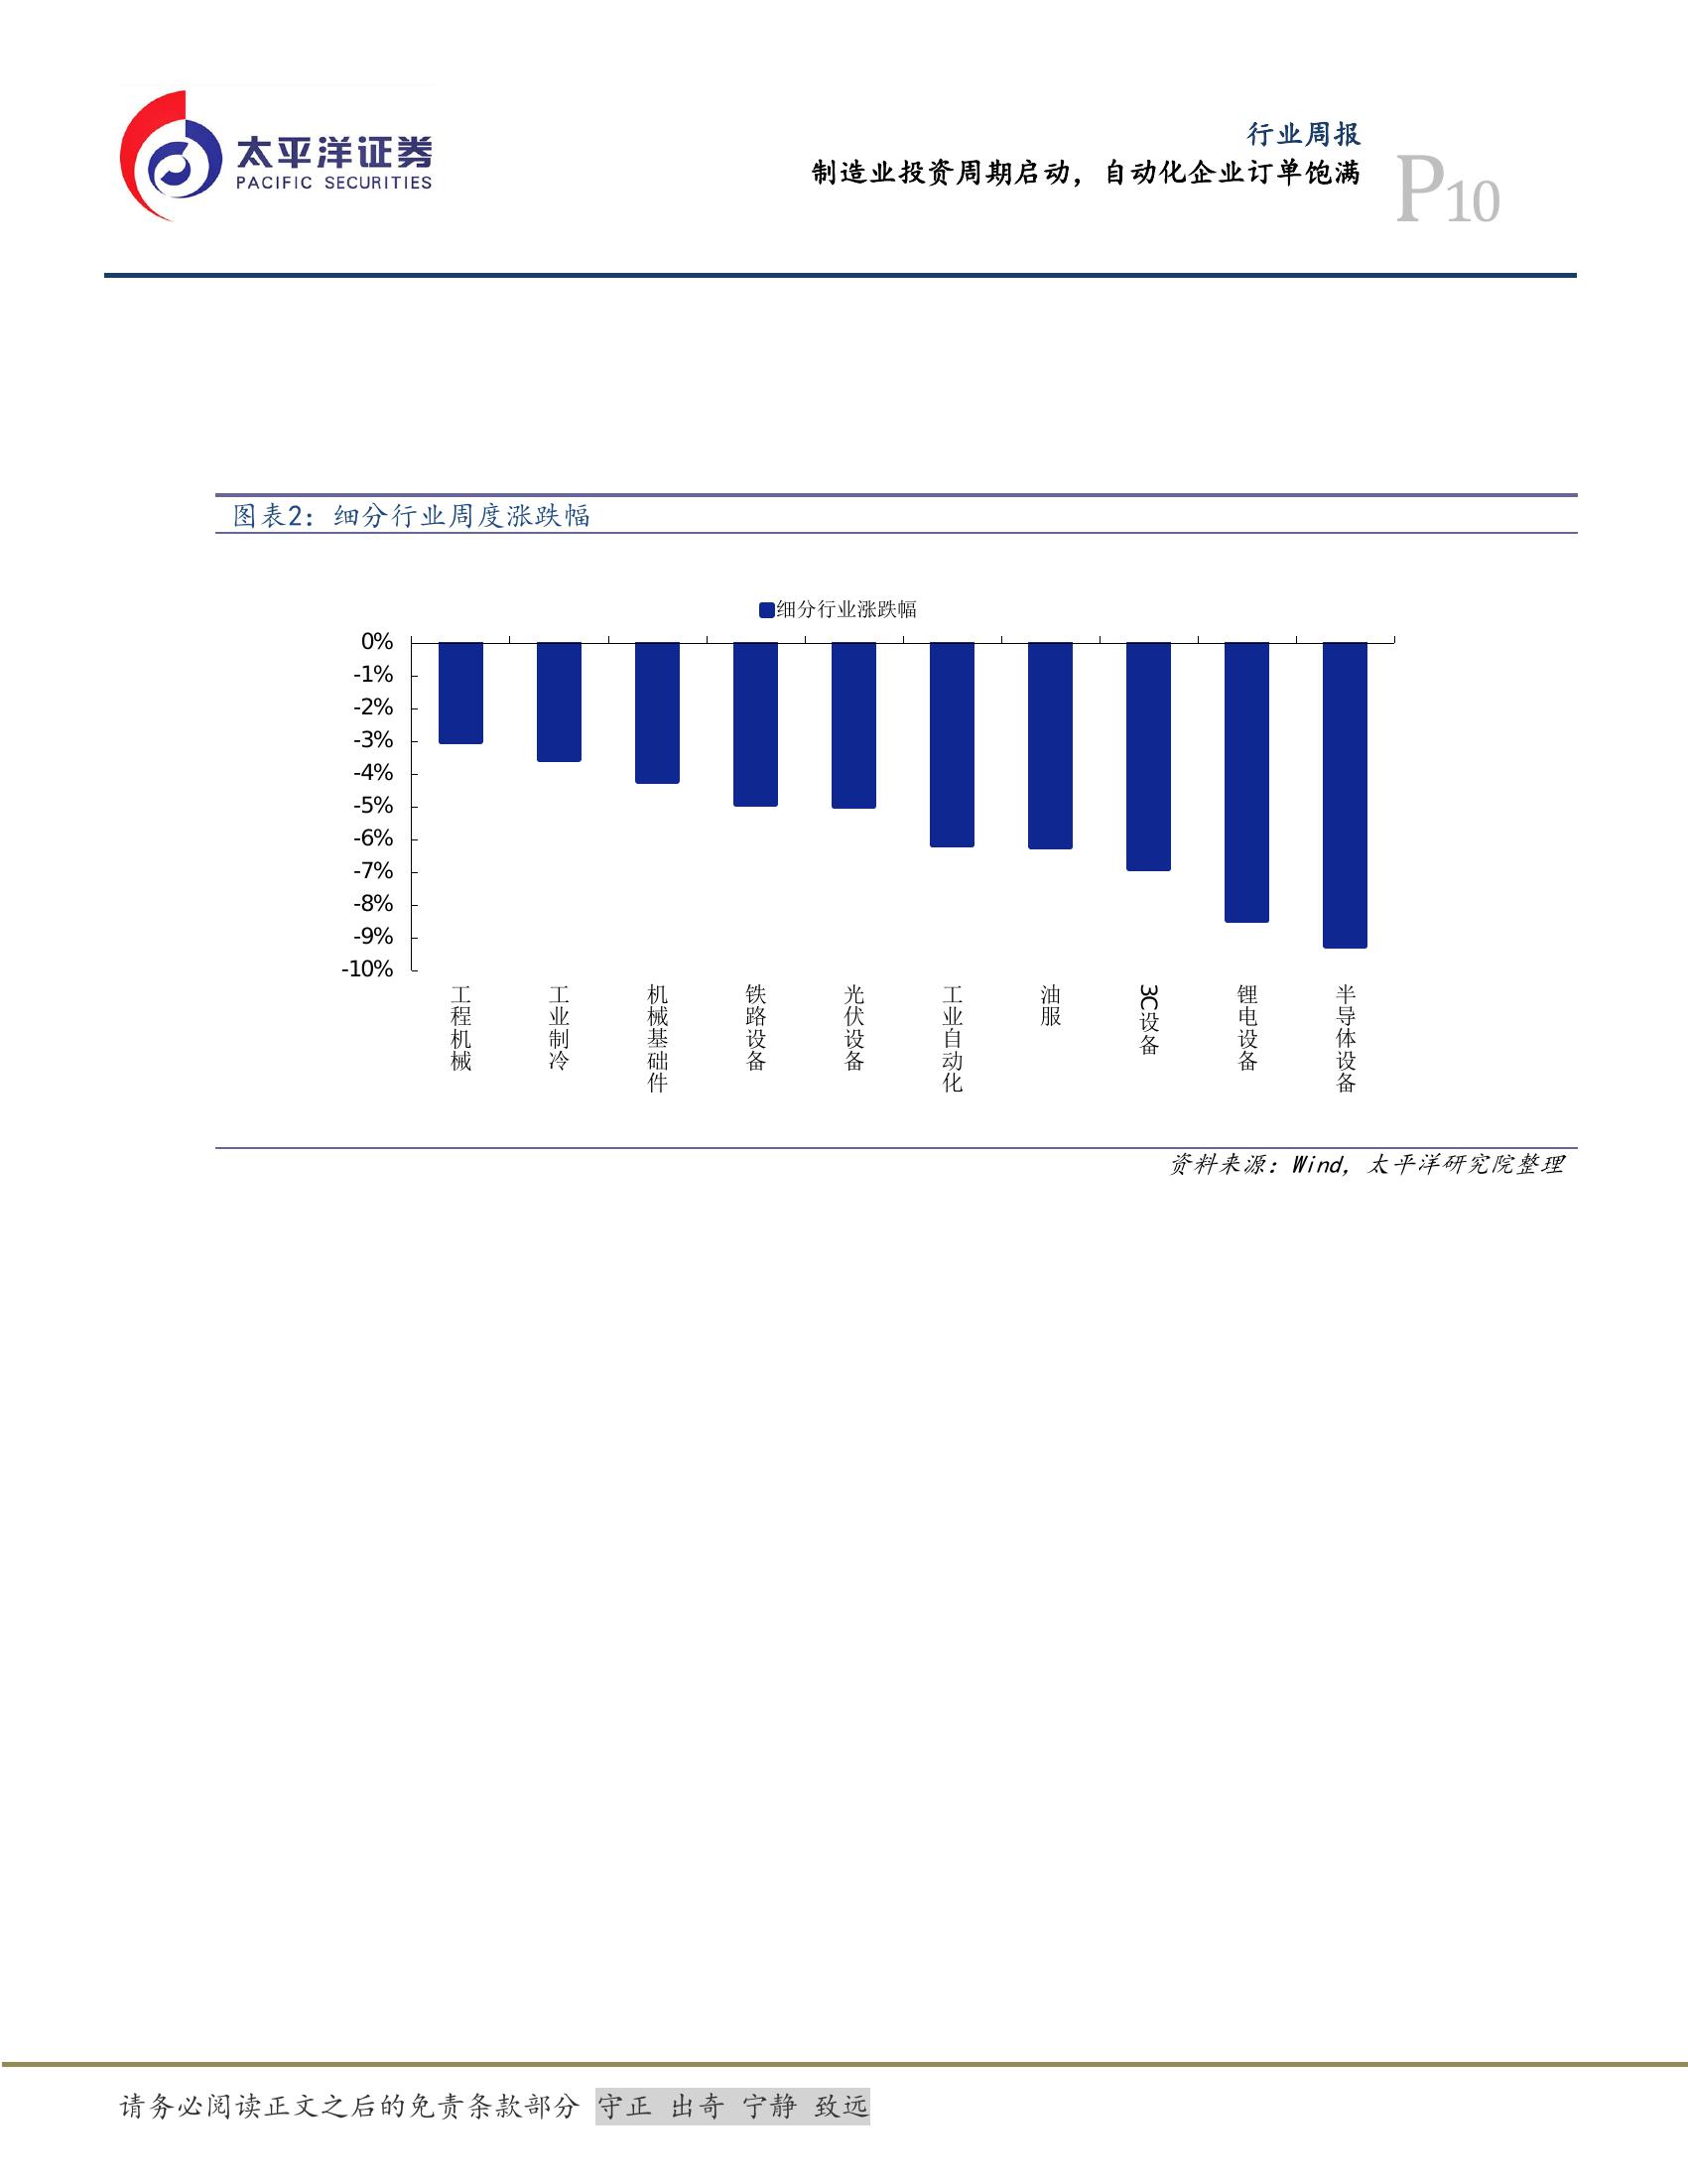 太平洋证券
PACIFIC SECURITIES
行业周报
制造业投资周期启动，自动化企业订单饱满
P10
图表2：细分行业周度涨跌幅
细分行业涨跌幅
0%
-1%
-2%
-3%
-4%
-5%
-6%
-7%
-8%
-9%
-10%
工程机械
工业制冷
机械基础件
铁路设备
光伏设备
工业自动化
油服
3C设备
锂电设备
半导体设备
资料来源：Wind，太平洋研究院整理
请务必阅读正文之后的免责条款部分 守正 出奇 宁静 致远